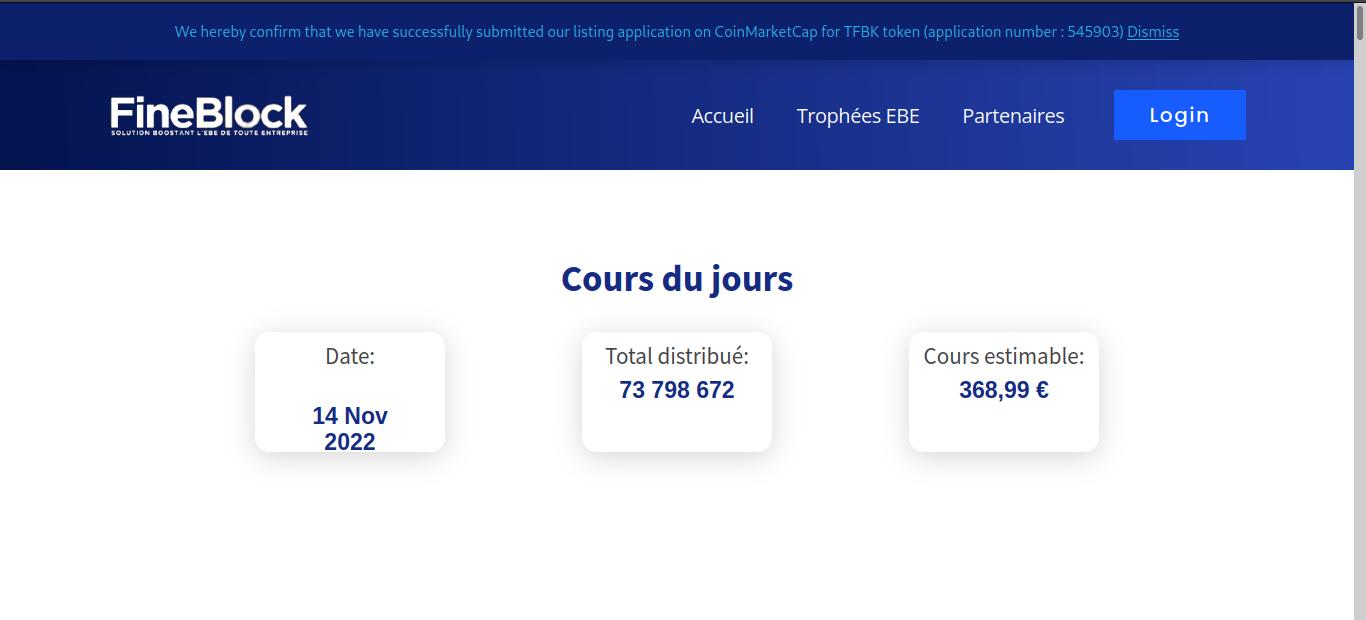 We hereby confirm that we have successfully submitted our listing application on CoinMarketCap for TFBK token (application number : 545903) Dismiss
FineBlock
SOLUTION BOOSTANT L'EBE DE TOUTE ENTREPRISE
Accueil
Trophées EBE
Partenaires
Login
Cours du jours
Date:
14 Nov
2022
Total distribué:
73 798 672
Cours estimable:
368,99 €